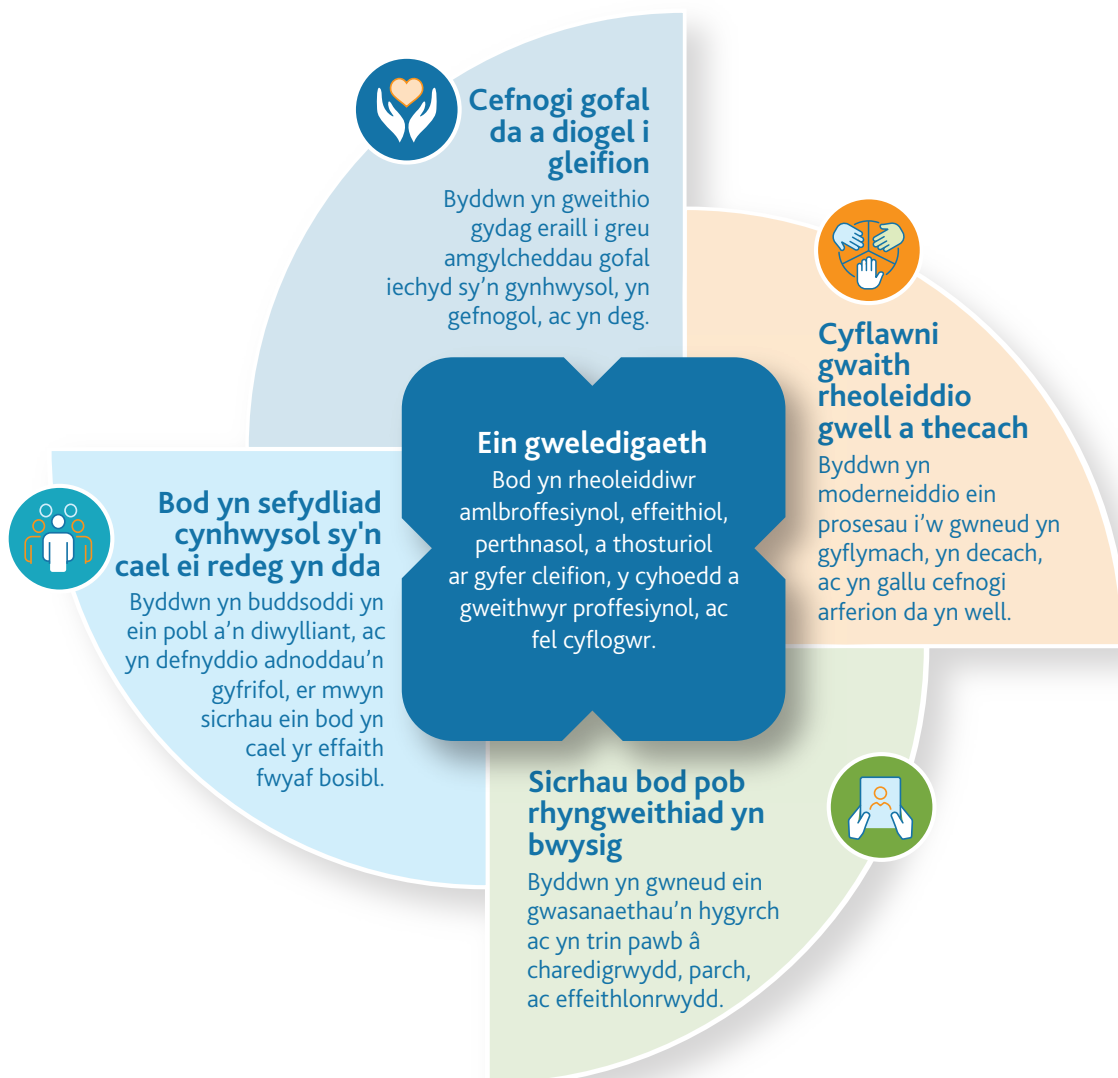 Cefnogi gofal
da a diogel i
gleifion
Byddwn yn gweithio
gydag eraill i greu
amgylcheddau gofal
iechyd sy'n gynhwysol, yn
gefnogol, ac yn deg.
Cyflawni
gwaith
rheoleiddio
gwell a thecach
Byddwn yn
moderneiddio ein
prosesau i'w gwneud yn
gyflymach, yn decach,
ac yn gallu cefnogi
arferion da yn well.
Ein gweledigaeth
Bod yn rheoleiddiwr
amlbroffesiynol, effeithiol,
perthnasol, a thosturiol
ar gyfer cleifion, y cyhoedd a
gweithwyr proffesiynol, ac
fel cyflogwr.
Bod yn sefydliad
cynhwysol sy'n
cael ei redeg yn dda
Byddwn yn buddsoddi yn
ein pobl a'n diwylliant, ac
yn defnyddio adnoddau'n
gyfrifol, er mwyn
sicrhau ein bod yn
cael yr effaith
fwyaf bosibl.
Sicrhau bod pob
rhyngweithiad yn
bwysig
Byddwn yn gwneud ein
gwasanaethau'n hygyrch
ac yn trin pawb â
charedigrwydd, parch,
ac effeithlonrwydd.